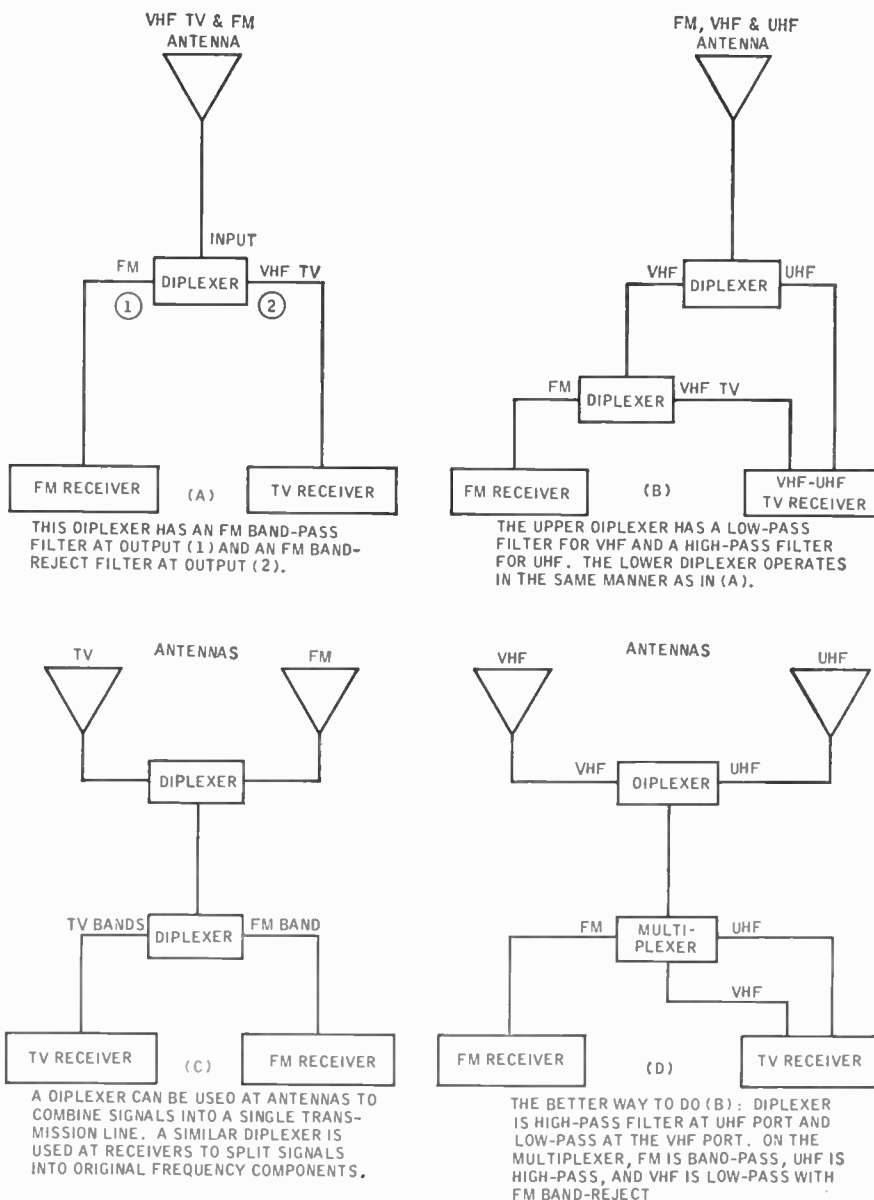 VHF TV & FM
ANTENNA
INPUT
FM
DIPLEXER
VHF TV
1
2
FM RECEIVER
(A)
TV RECEIVER
THIS OIPLEXER HAS AN FM BAND-PASS
FILTER AT OUTPUT (1) AND AN FM BAND-
REJECT FILTER AT OUTPUT (2).
FM, VHF & UHF
ANTENNA
VHF
DIPLEXER
UHF
FM
DIPLEXER
VHF TV
FM RECEIVER
(B)
VHF-UHF
TV RECEIVER
THE UPPER OIPLEXER HAS A LOW-PASS
FILTER FOR VHF AND A HIGH-PASS FILTER
FOR UHF. THE LOWER DIPLEXER OPERATES
IN THE SAME MANNER AS IN (A).
TV
ANTENNAS
FM
DIPLEXER
TV BANDS
DIPLEXER
FM BAND
TV RECEIVER
(C)
FM RECEIVER
A OIPLEXER CAN BE USED AT ANTENNAS TO
COMBINE SIGNALS INTO A SINGLE TRANS-
MISSION LINE. A SIMILAR DIPLEXER IS
USED AT RECEIVERS TO SPLIT SIGNALS
INTO ORIGINAL FREQUENCY COMPONENTS.
VHF
ANTENNAS
UHF
VHF
OIPLEXER
UHF
FM
MULTI-
PLEXER
UHF
VHF
FM RECEIVER
(D)
TV RECEIVER
THE BETTER WAY TO DO (B): DIPLEXER
IS HIGH-PASS FILTER AT UHF PORT AND
LOW-PASS AT THE VHF PORT. ON THE
MULTIPLEXER, FM IS BAND-PASS, UHF IS
HIGH-PASS, AND VHF IS LOW-PASS WITH
FM BAND-REJECT